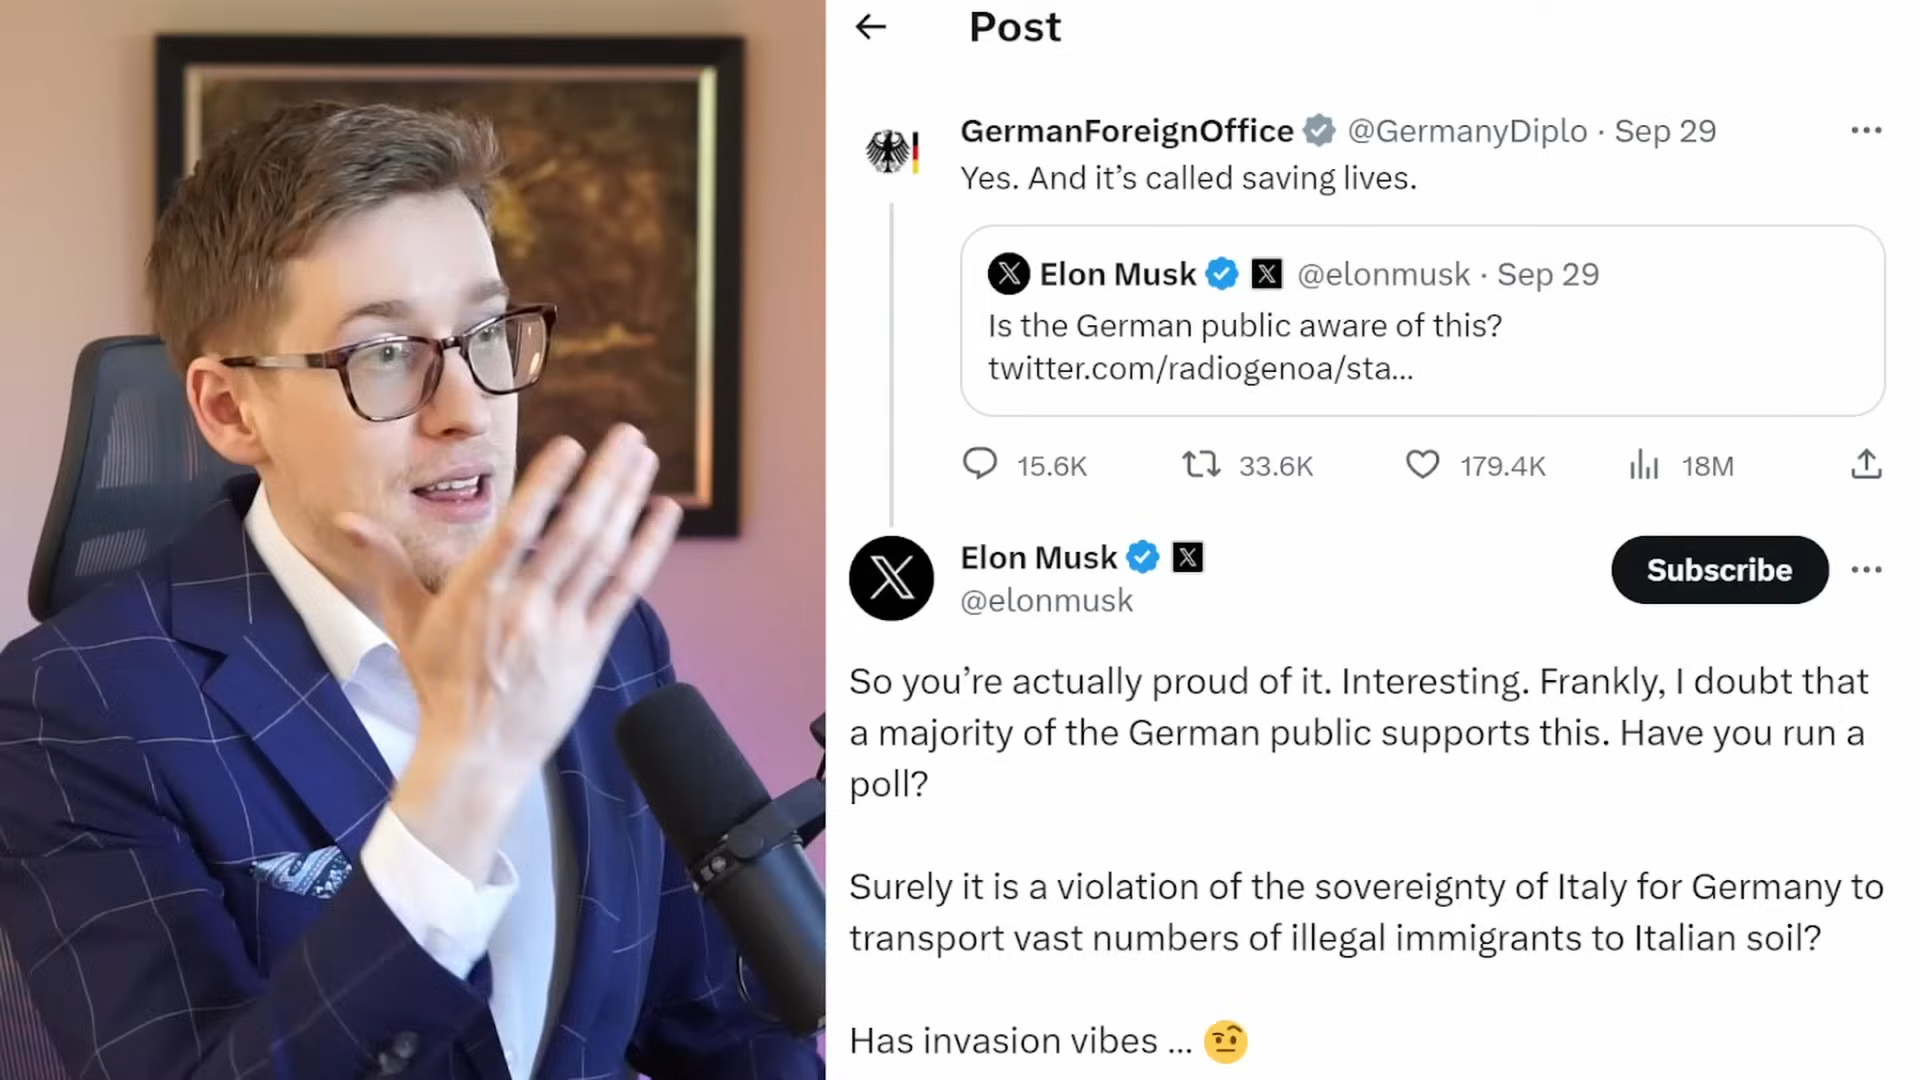 Post
GermanForeignOffice @GermanyDiplo · Sep 29
Yes. And it's called saving lives.
Elon Musk @elonmusk · Sep 29
Is the German public aware of this?
twitter.com/radiogenoa/sta...
15.6K 33.6K 179.4K 18M
Elon Musk
@elonmusk
Subscribe
So you're actually proud of it. Interesting. Frankly, I doubt that
a majority of the German public supports this. Have you run a
poll?
Surely it is a violation of the sovereignty of Italy for Germany to
transport vast numbers of illegal immigrants to Italian soil?
Has invasion vibes ... 🤨